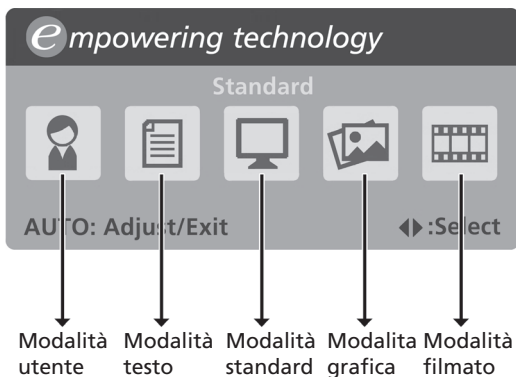 empowering technology
Standard
AUTO: Adjust/Exit
:Select
Modalità utente
Modalità testo
Modalità standard
Modalita grafica
Modalità filmato